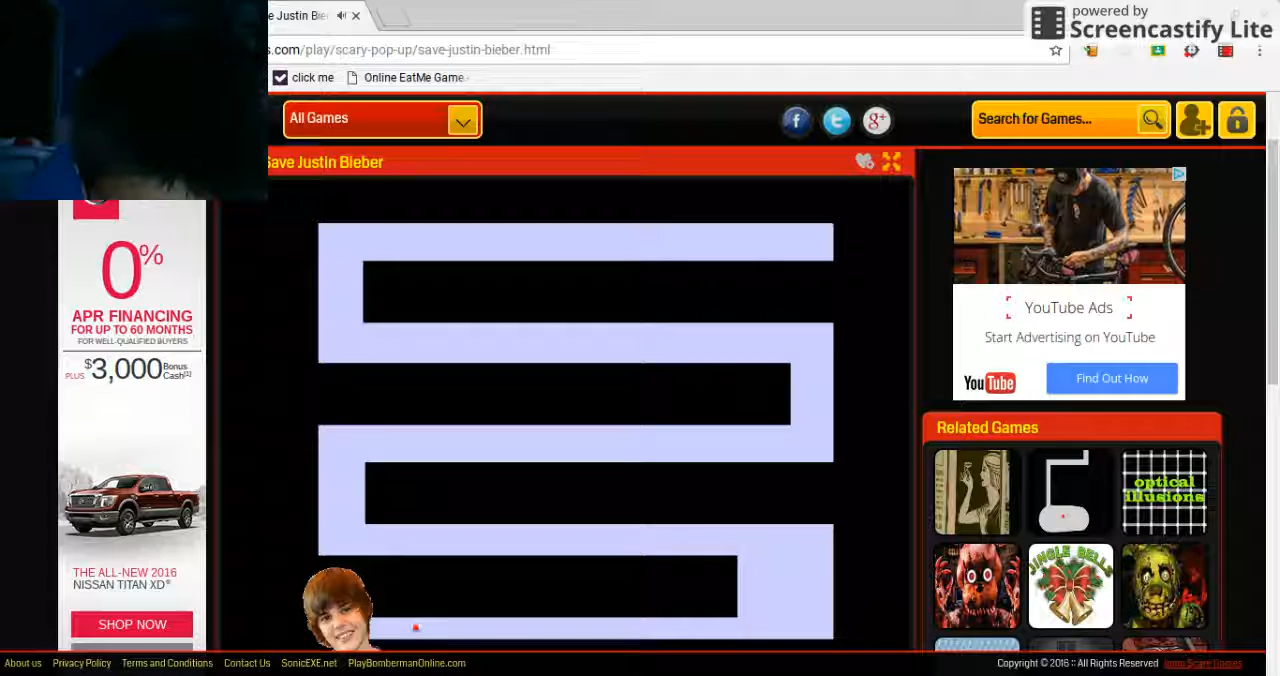 powered by
Screencastify Lite
e Justin Bie
s.com/play/scary-pop-up/save-justin-bieber.html
click me
Online EatMe Game
All Games
Search for Games...
Save Justin Bieber
0%
APR FINANCING
FOR UP TO 60 MONTHS
FOR WELL-QUALIFIED BUYERS
PLUS $3,000 Bonus Cash[1]
THE ALL-NEW 2016
NISSAN TITAN XD®
SHOP NOW
YouTube Ads
Start Advertising on YouTube
YouTube
Find Out How
Related Games
optical
illusions
JINGLE BELLS
About us
Privacy Policy
Terms and Conditions
Contact Us
SonicEXE.net
PlayBombermanOnline.com
Copyright © 2016 :: All Rights Reserved